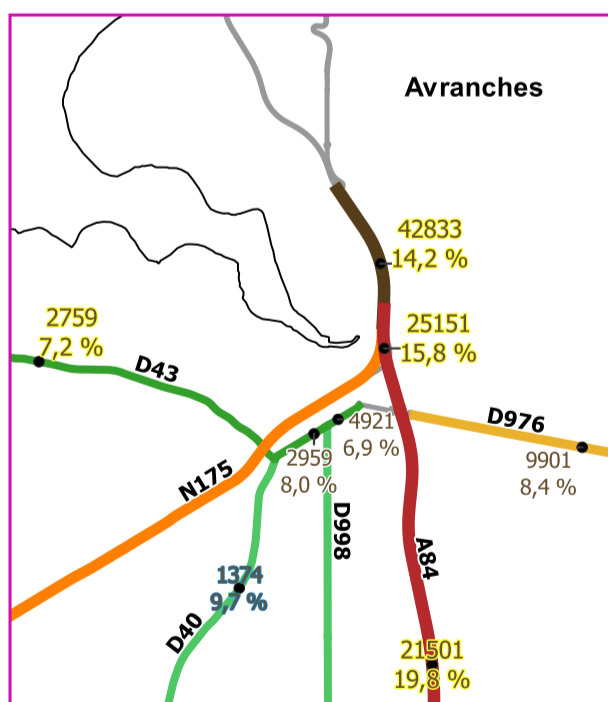 Avranches
42833
14,2 %
2759
7,2 %
25151
15,8 %
D43
D976
4921
6,9 %
2959
8,0 %
9901
8,4 %
N175
D998
A84
1374
9,7 %
D40
21501
19,8 %